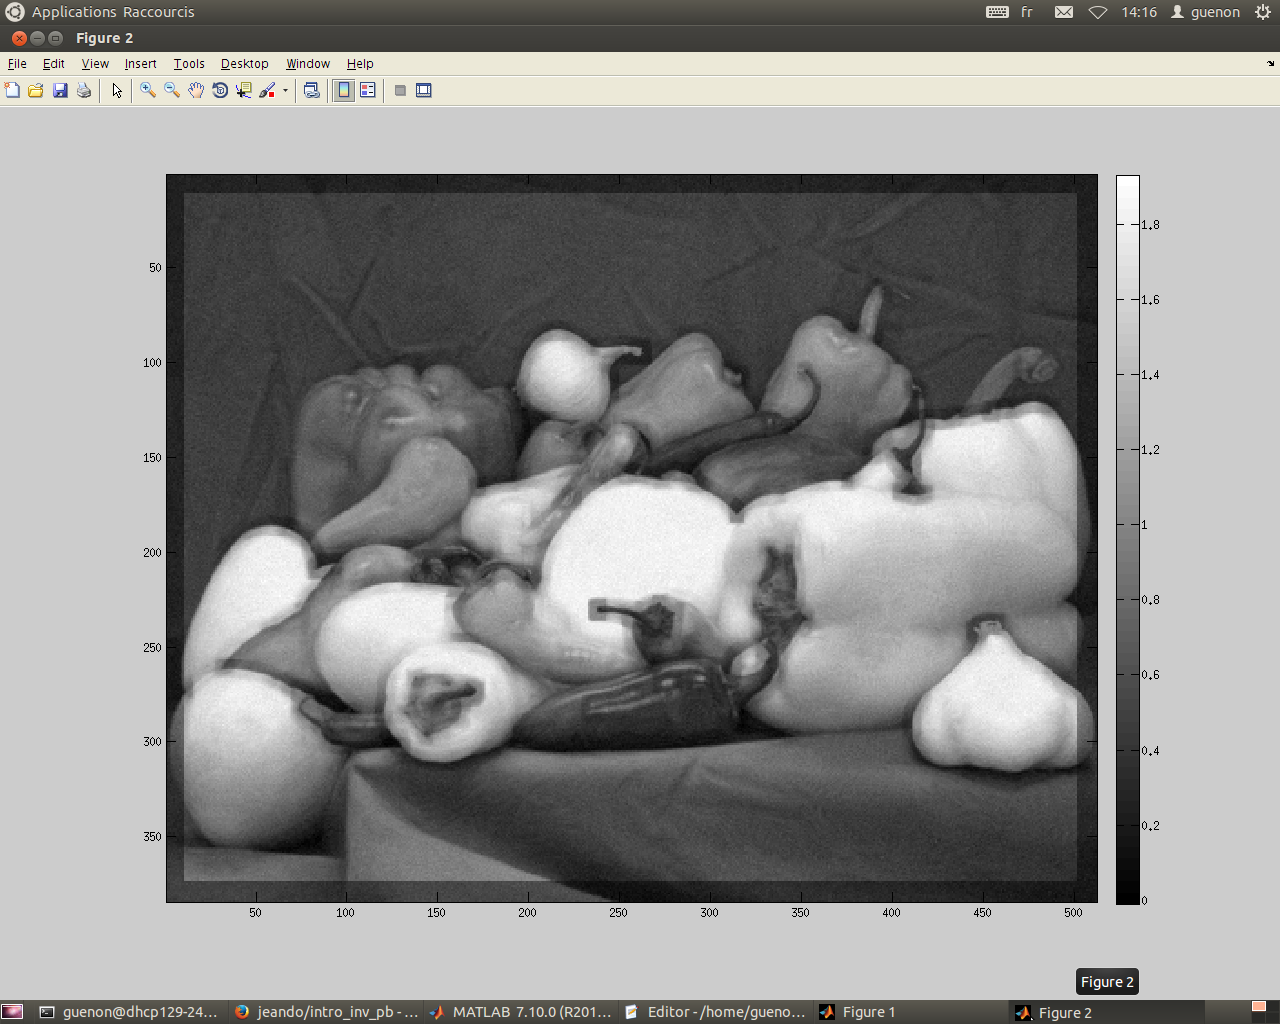 Applications Raccourcis fr 14:16 guenon
Figure 2
File Edit View Insert Tools Desktop Window Help
50
100
150
200
250
300
350
50 100 150 200 250 300 350 400 450 500
1.8
1.6
1.4
1.2
1
0.8
0.6
0.4
0.2
0
Figure 2
guenon@dhcp129-24... jeando/intro_inv_pb - ... MATLAB 7.10.0 (R201... Editor - /home/gueno... Figure 1 Figure 2